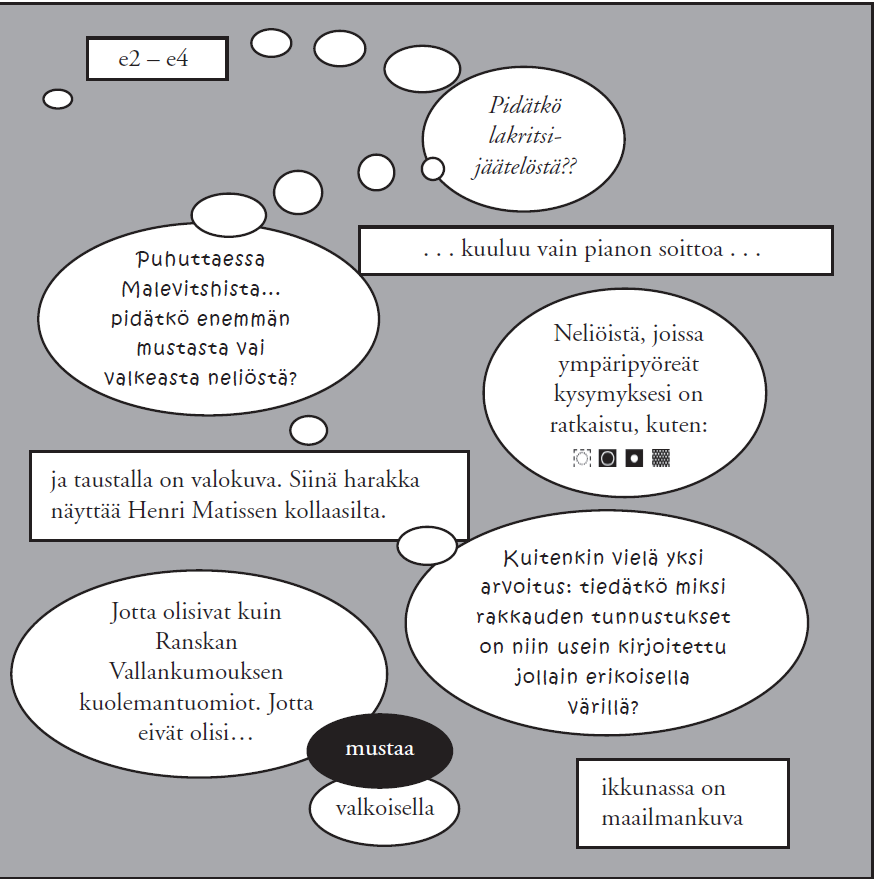 e2 – e4
Pidätkö
lakritsi-
jäätelöstä??
. . . kuuluu vain pianon soittoa . . .
Puhuttaessa
Malevitshista...
pidätkö enemmän
mustasta vai
valkeasta neliöstä?
Neliöistä, joissa
ympäripyöreät
kysymyksesi on
ratkaistu, kuten:
ja taustalla on valokuva. Siinä harakka
näyttää Henri Matissen kollaasilta.
Kuitenkin vielä yksi
arvoitus: tiedätkö miksi
rakkauden tunnustukset
on niin usein kirjoitettu
jollain erikoisella
värillä?
Jotta olisivat kuin
Ranskan
Vallankumouksen
kuolemantuomiot. Jotta
eivät olisi…
mustaa
valkoisella
ikkunassa on
maailmankuva